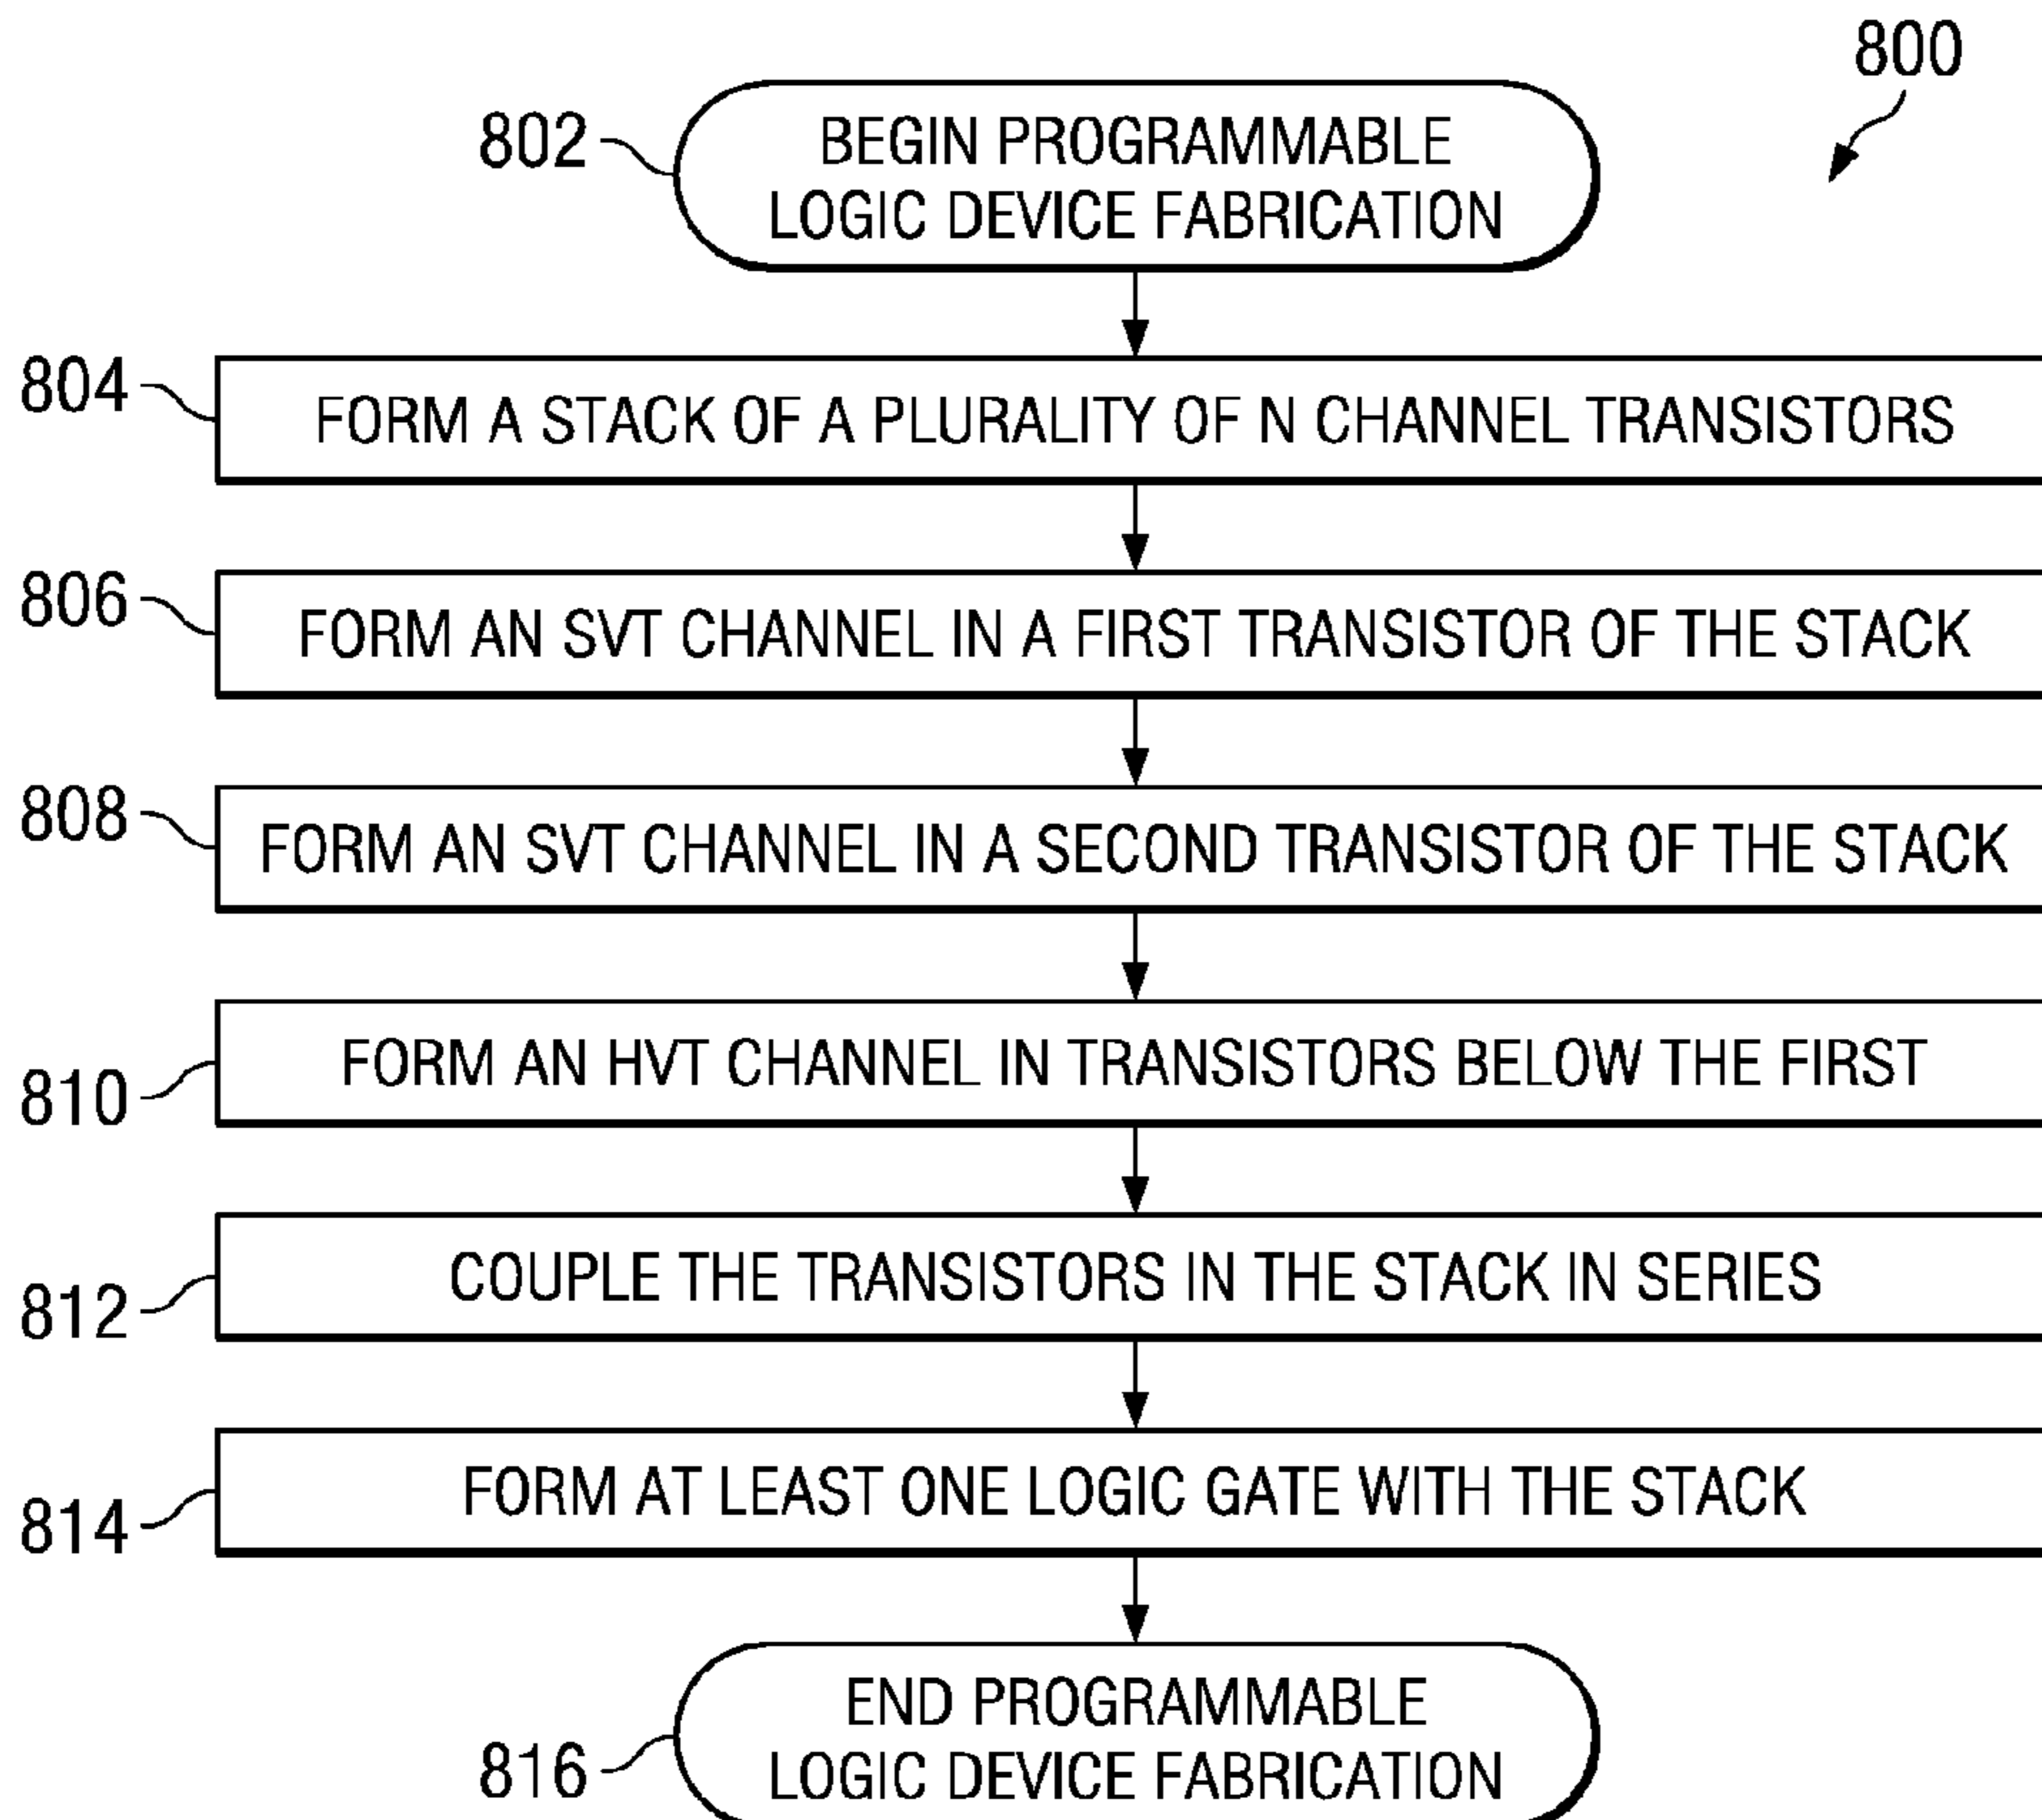 800
802
BEGIN PROGRAMMABLE
LOGIC DEVICE FABRICATION
804
FORM A STACK OF A PLURALITY OF N CHANNEL TRANSISTORS
806
FORM AN SVT CHANNEL IN A FIRST TRANSISTOR OF THE STACK
808
FORM AN SVT CHANNEL IN A SECOND TRANSISTOR OF THE STACK
810
FORM AN HVT CHANNEL IN TRANSISTORS BELOW THE FIRST
812
COUPLE THE TRANSISTORS IN THE STACK IN SERIES
814
FORM AT LEAST ONE LOGIC GATE WITH THE STACK
816
END PROGRAMMABLE
LOGIC DEVICE FABRICATION